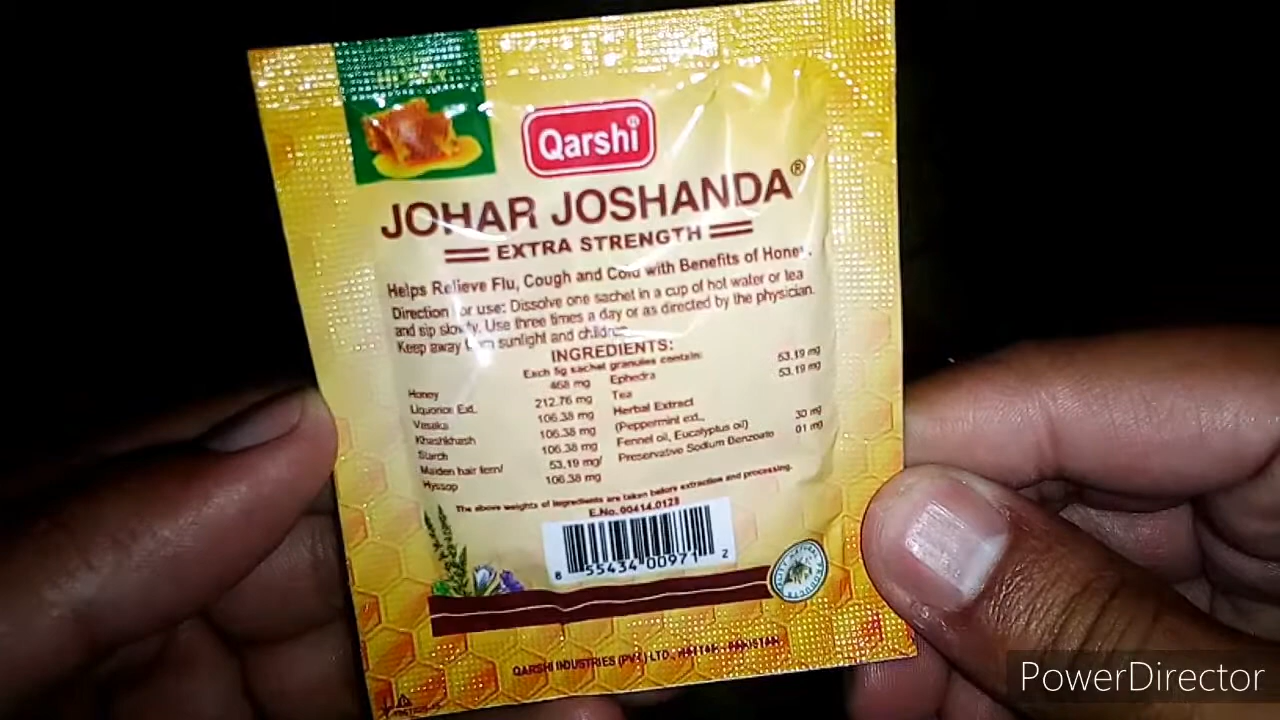 HONEY
Qarshi®
JOHAR JOSHANDA®
EXTRA STRENGTH
Helps Relieve Flu, Cough and Cold with Benefits of Honey.
Direction for use: Dissolve one sachet in a cup of hot water or tea
and sip slowly. Use three times a day or as directed by the physician.
Keep away from sunlight and children.
INGREDIENTS:
Each 5g sachet granules contain:
Honey 468 mg
Liquorice Ext. 212.76 mg
Vasaka 106.38 mg
Khashkhash 106.38 mg
Starch 106.38 mg
Maiden hair fern/ 53.19 mg/
Hyssop 106.38 mg
Ephedra 53.19 mg
Tea 53.19 mg
Herbal Extract
(Peppermint ext.,
Fennel oil, Eucalyptus oil) 30 mg
Preservative Sodium Benzoate 01 mg
The above weights of ingredients are taken before extraction and processing.
E.No. 00414.0128
8 55434 00971 2
NATURAL PRODUCTS
QARSHI INDUSTRIES (PVT) LTD., HATTAR - PAKISTAN
PowerDirector